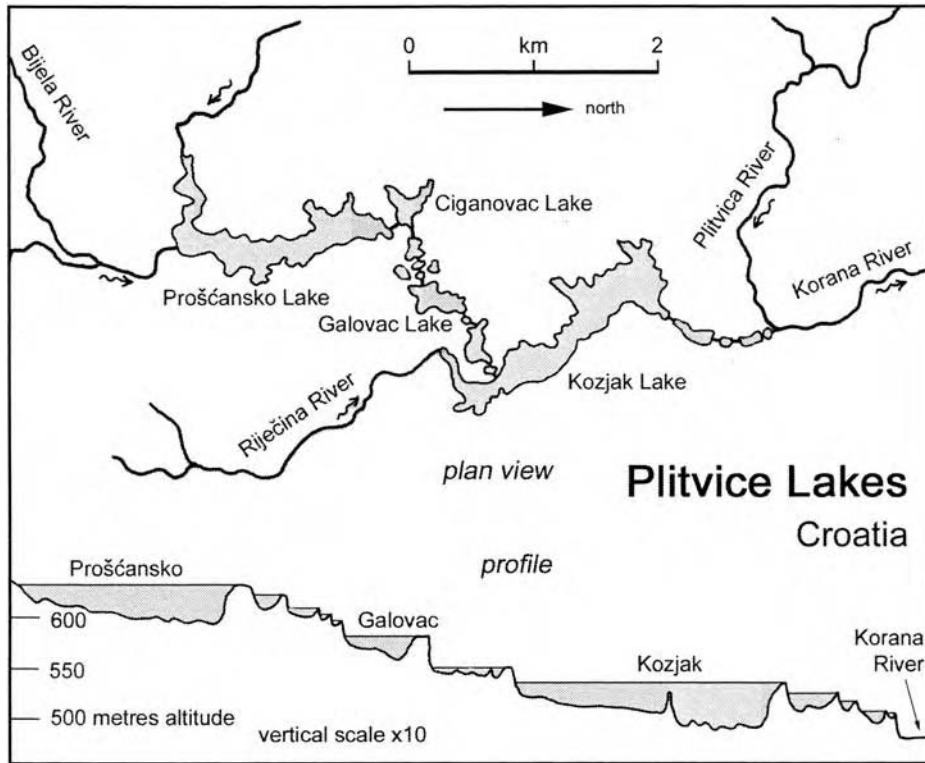 0 km 2
north
Bijela River
Ciganovac Lake
Plitvica River
Korana River
Prošćansko Lake
Galovac Lake
Kozjak Lake
Riječina River
plan view
Plitvice Lakes
Croatia
profile
Prošćansko
Galovac
Kozjak
Korana
River
600
550
500 metres altitude
vertical scale x10